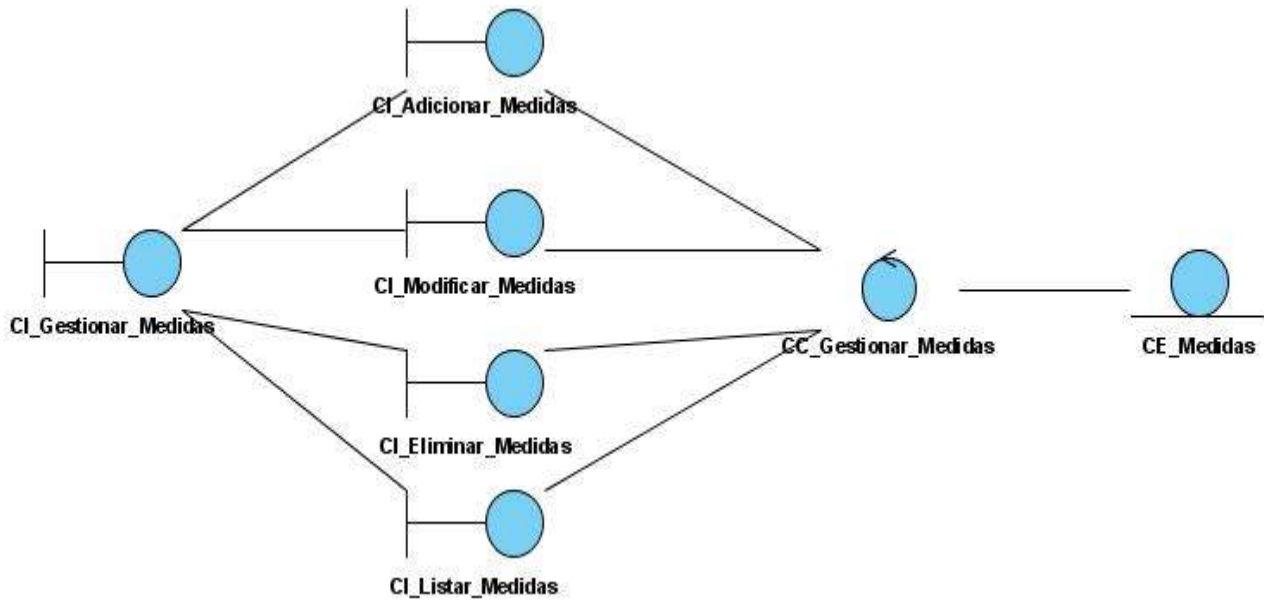 CI_Adicionar_Medidas
CI_Modificar_Medidas
CI_Gestionar_Medidas
CC_Gestionar_Medidas
CE_Medidas
CI_Eliminar_Medidas
CI_Listar_Medidas